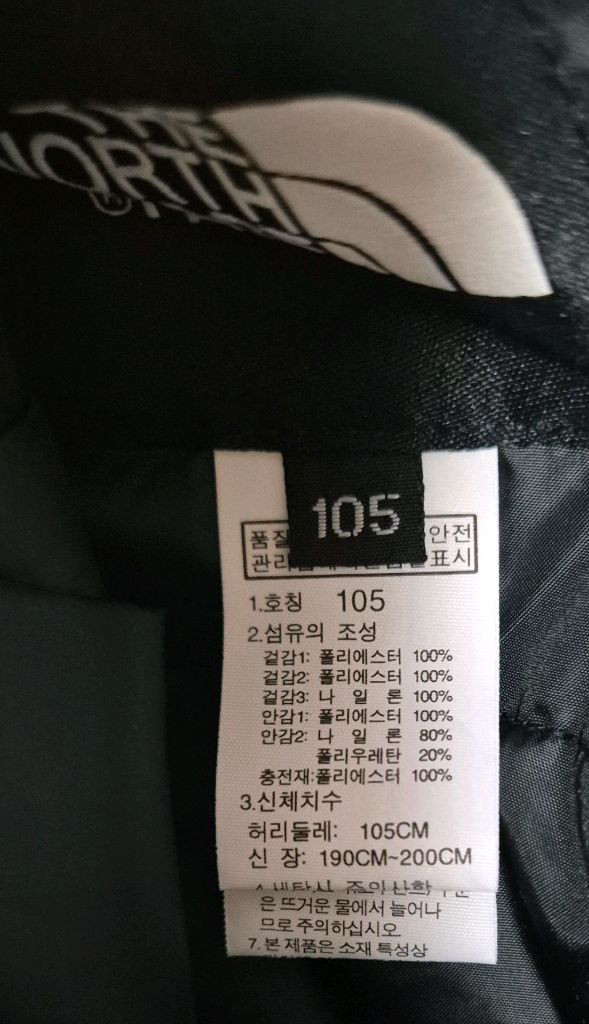 THE
NORTH
105
품질 안전
관리 표시
1.호칭 105
2.섬유의 조성
겉감1: 폴리에스터 100%
겉감2: 폴리에스터 100%
겉감3: 나 일 론 100%
안감1: 폴리에스터 100%
안감2: 나 일 론 80%
폴리우레탄 20%
충전재:폴리에스터 100%
3.신체치수
허리둘레: 105CM
신 장: 190CM~200CM
은 뜨거운 물에서 늘어나
므로 주의하십시오
7. 본 제품은 소재 특성상